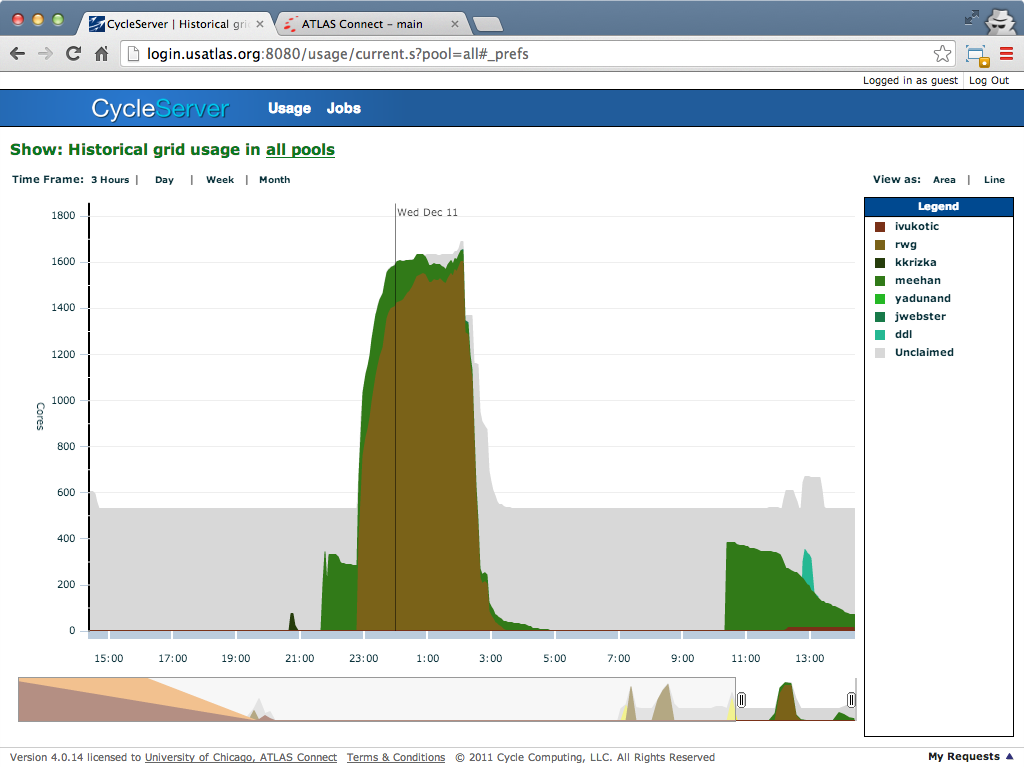 CycleServer | Historical gri
ATLAS Connect – main
login.usatlas.org:8080/usage/current.s?pool=all#_prefs
Logged in as guest | Log Out
CycleServer Usage Jobs
Show: Historical grid usage in all pools
Time Frame: 3 Hours | Day | Week | Month
View as: Area | Line
Legend
ivukotic
rwg
kkrizka
meehan
yadunand
jwebster
ddl
Unclaimed
Wed Dec 11
Cores
1800
1600
1400
1200
1000
800
600
400
200
0
15:00 17:00 19:00 21:00 23:00 1:00 3:00 5:00 7:00 9:00 11:00 13:00
Version 4.0.14 licensed to University of Chicago, ATLAS Connect Terms & Conditions © 2011 Cycle Computing, LLC. All Rights Reserved
My Requests ▲